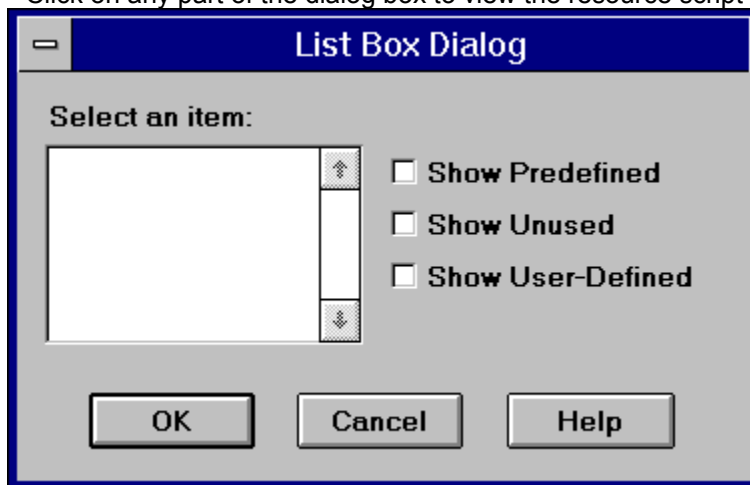 Click on any part of the dialog box to view the resource script
List Box Dialog
Select an item:
Show Predefined
Show Unused
Show User-Defined
OK Cancel Help